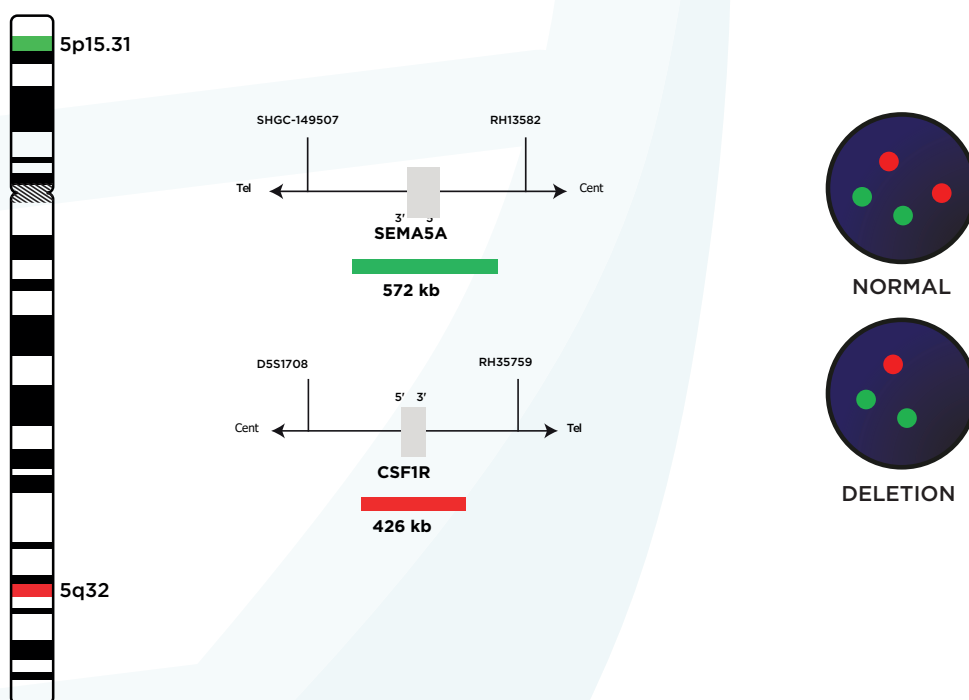 5p15.31
SHGC-149507
RH13582
Tel
Cent
3'
SEMA5A
572 kb
D5S1708
RH35759
5' 3'
Cent
Tel
CSF1R
426 kb
5q32
NORMAL
DELETION